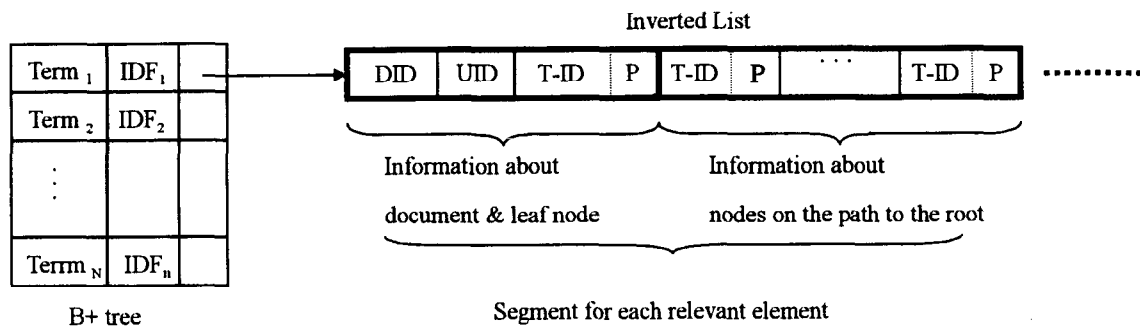 Inverted List
Term 1 IDF1
DID UID T-ID P T-ID P ... T-ID P
Term 2 IDF2
⋮
Information about
document & leaf node
Information about
nodes on the path to the root
Terrm N IDFn
B+ tree
Segment for each relevant element